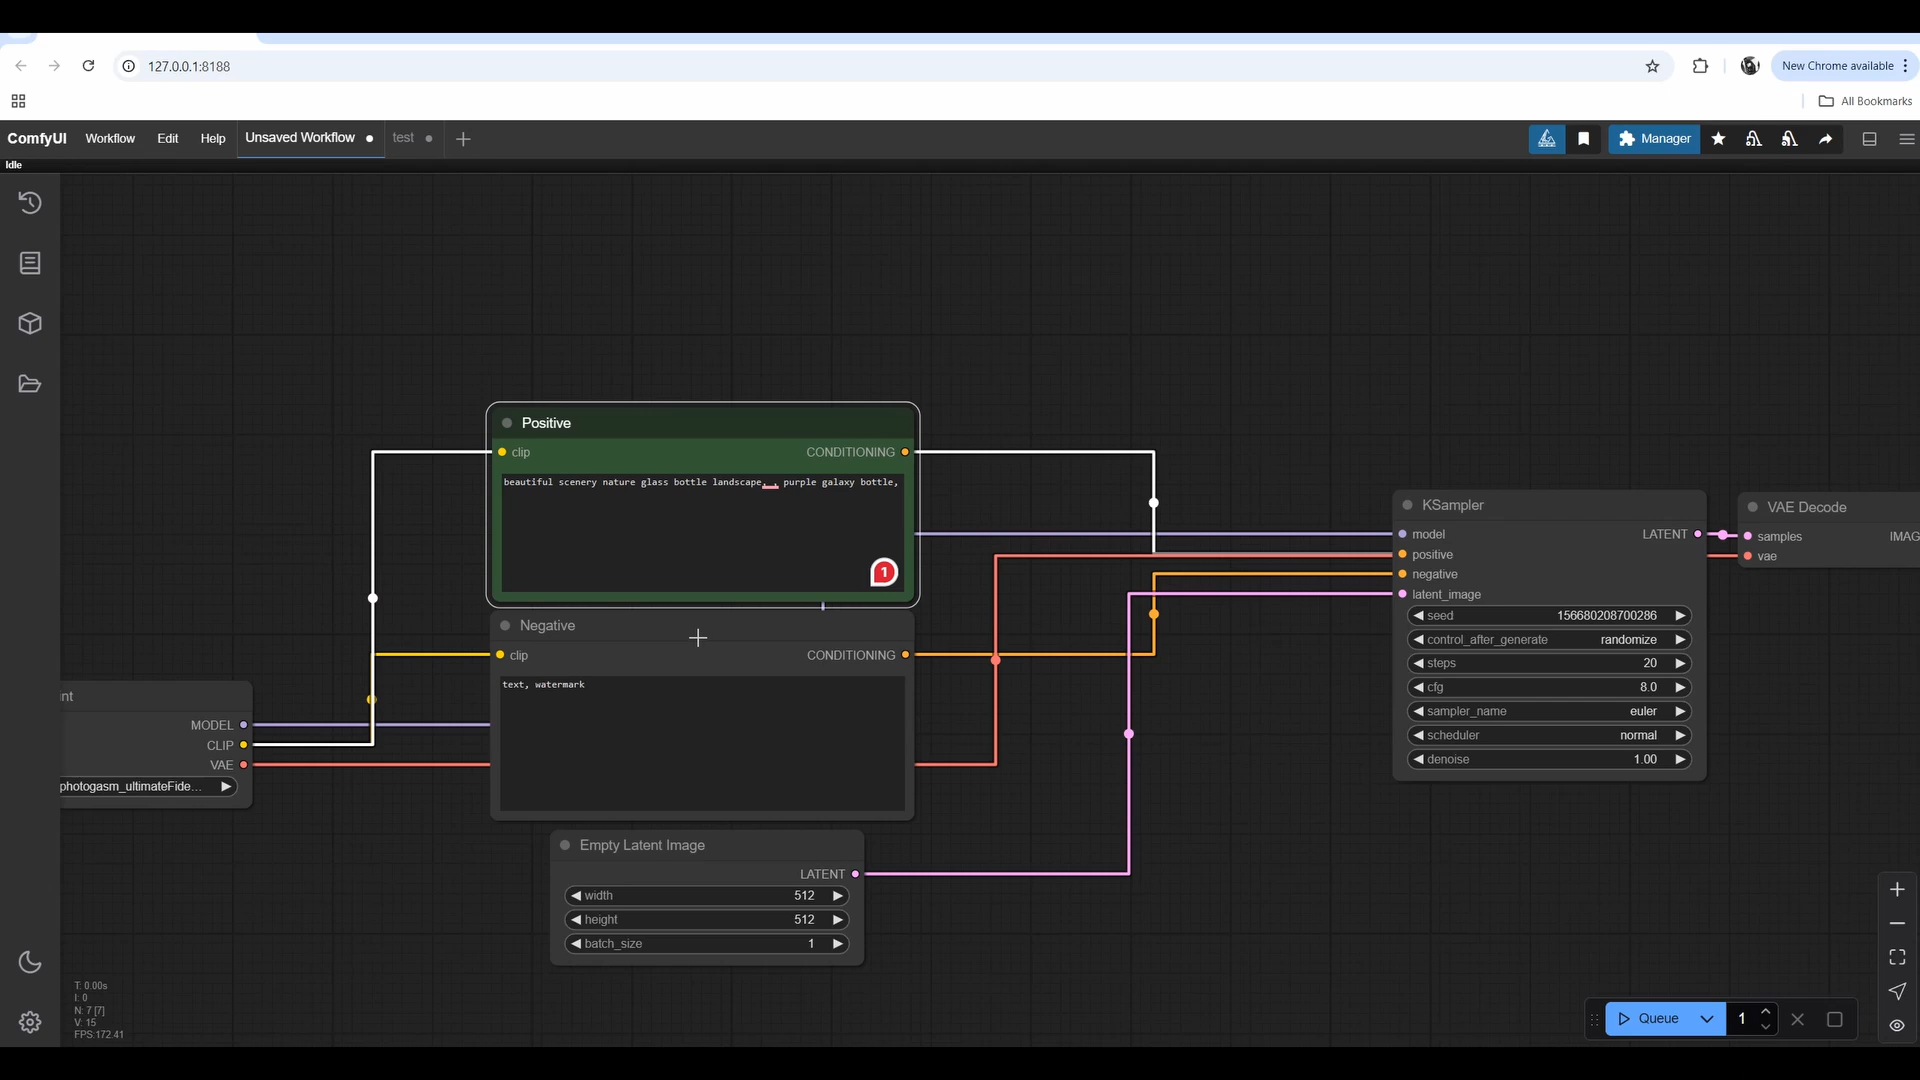 127.0.0.1:8188
New Chrome available
All Bookmarks
ComfyUI Workflow Edit Help Unsaved Workflow test
Manager
Idle
Positive
clip CONDITIONING
beautiful scenery nature glass bottle landscape, , purple galaxy bottle,
1
Negative
clip CONDITIONING
text, watermark
int
MODEL
CLIP
VAE
photogasm_ultimateFide...
Empty Latent Image
LATENT
width 512
height 512
batch_size 1
KSampler
model LATENT
positive
negative
latent_image
seed 156680208700286
control_after_generate randomize
steps 20
cfg 8.0
sampler_name euler
scheduler normal
denoise 1.00
VAE Decode
samples IMAG
vae
T: 0.00s
I: 0
N: 7 [7]
V: 15
FPS:172.41
Queue 1